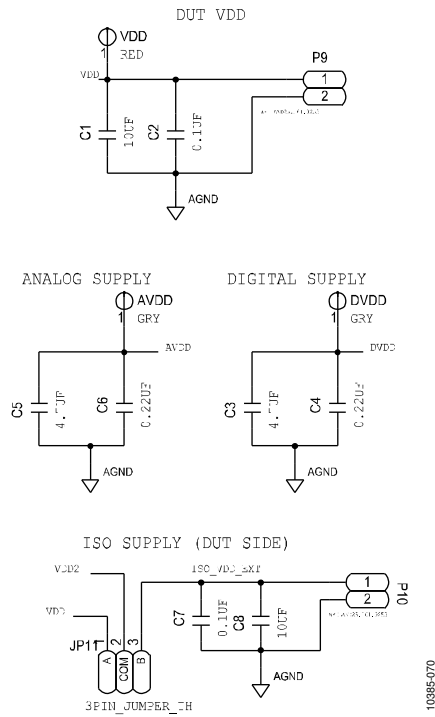 DUT VDD
VDD
1 RED
P9
VDD
1
2
C1
10UF
C2
0.1UF
AGND
ANALOG SUPPLY
DIGITAL SUPPLY
AVDD
1 GRY
DVDD
1 GRY
AVDD
DVDD
C5
C6
0.22UF
C3
C4
0.22UF
AGND
AGND
ISO SUPPLY (DUT SIDE)
VDD2
ISO_VDD_EXT
P10
1
2
VDD
C7
0.1UF
C8
10UF
JP11
1 2 3
A COM B
AGND
3PIN_JUMPER_TH
10385-070